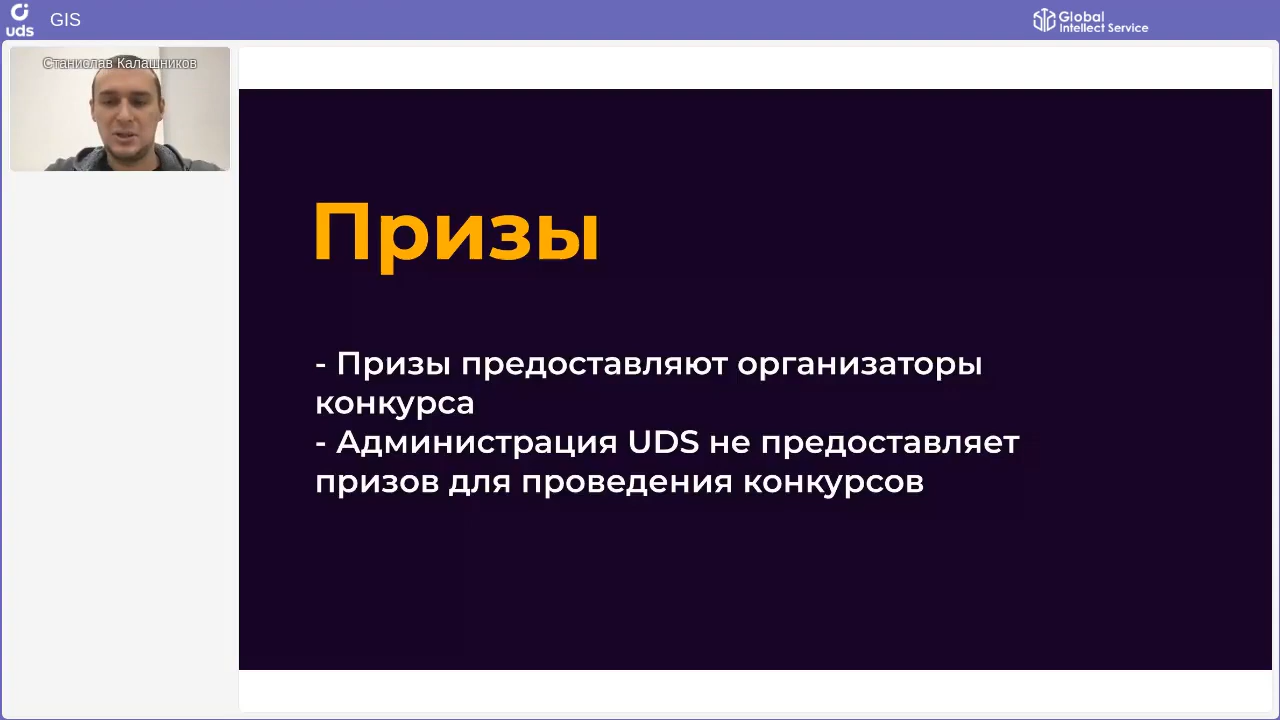 uds
GIS
Global
Intellect Service
Станислав Калашников
Призы
- Призы предоставляют организаторы
конкурса
- Администрация UDS не предоставляет
призов для проведения конкурсов